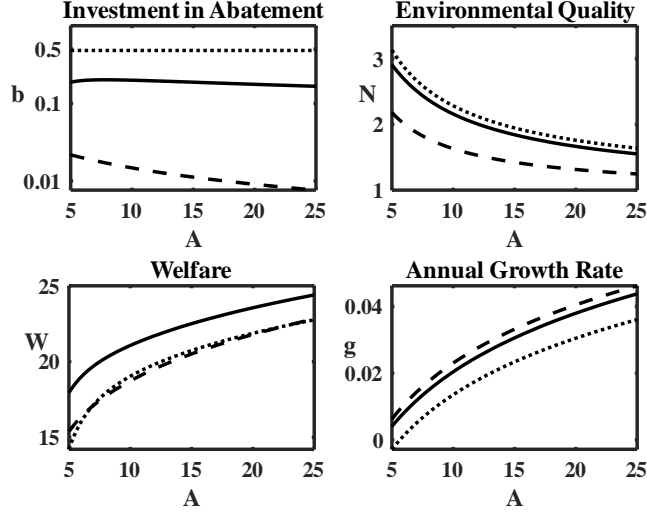 Investment in Abatement
b
0.5
0.1
0.01
5 10 15 20 25
A
Environmental Quality
N
3
2
1
5 10 15 20 25
A
Welfare
W
25
20
15
5 10 15 20 25
A
Annual Growth Rate
g
0.04
0.02
0
5 10 15 20 25
A